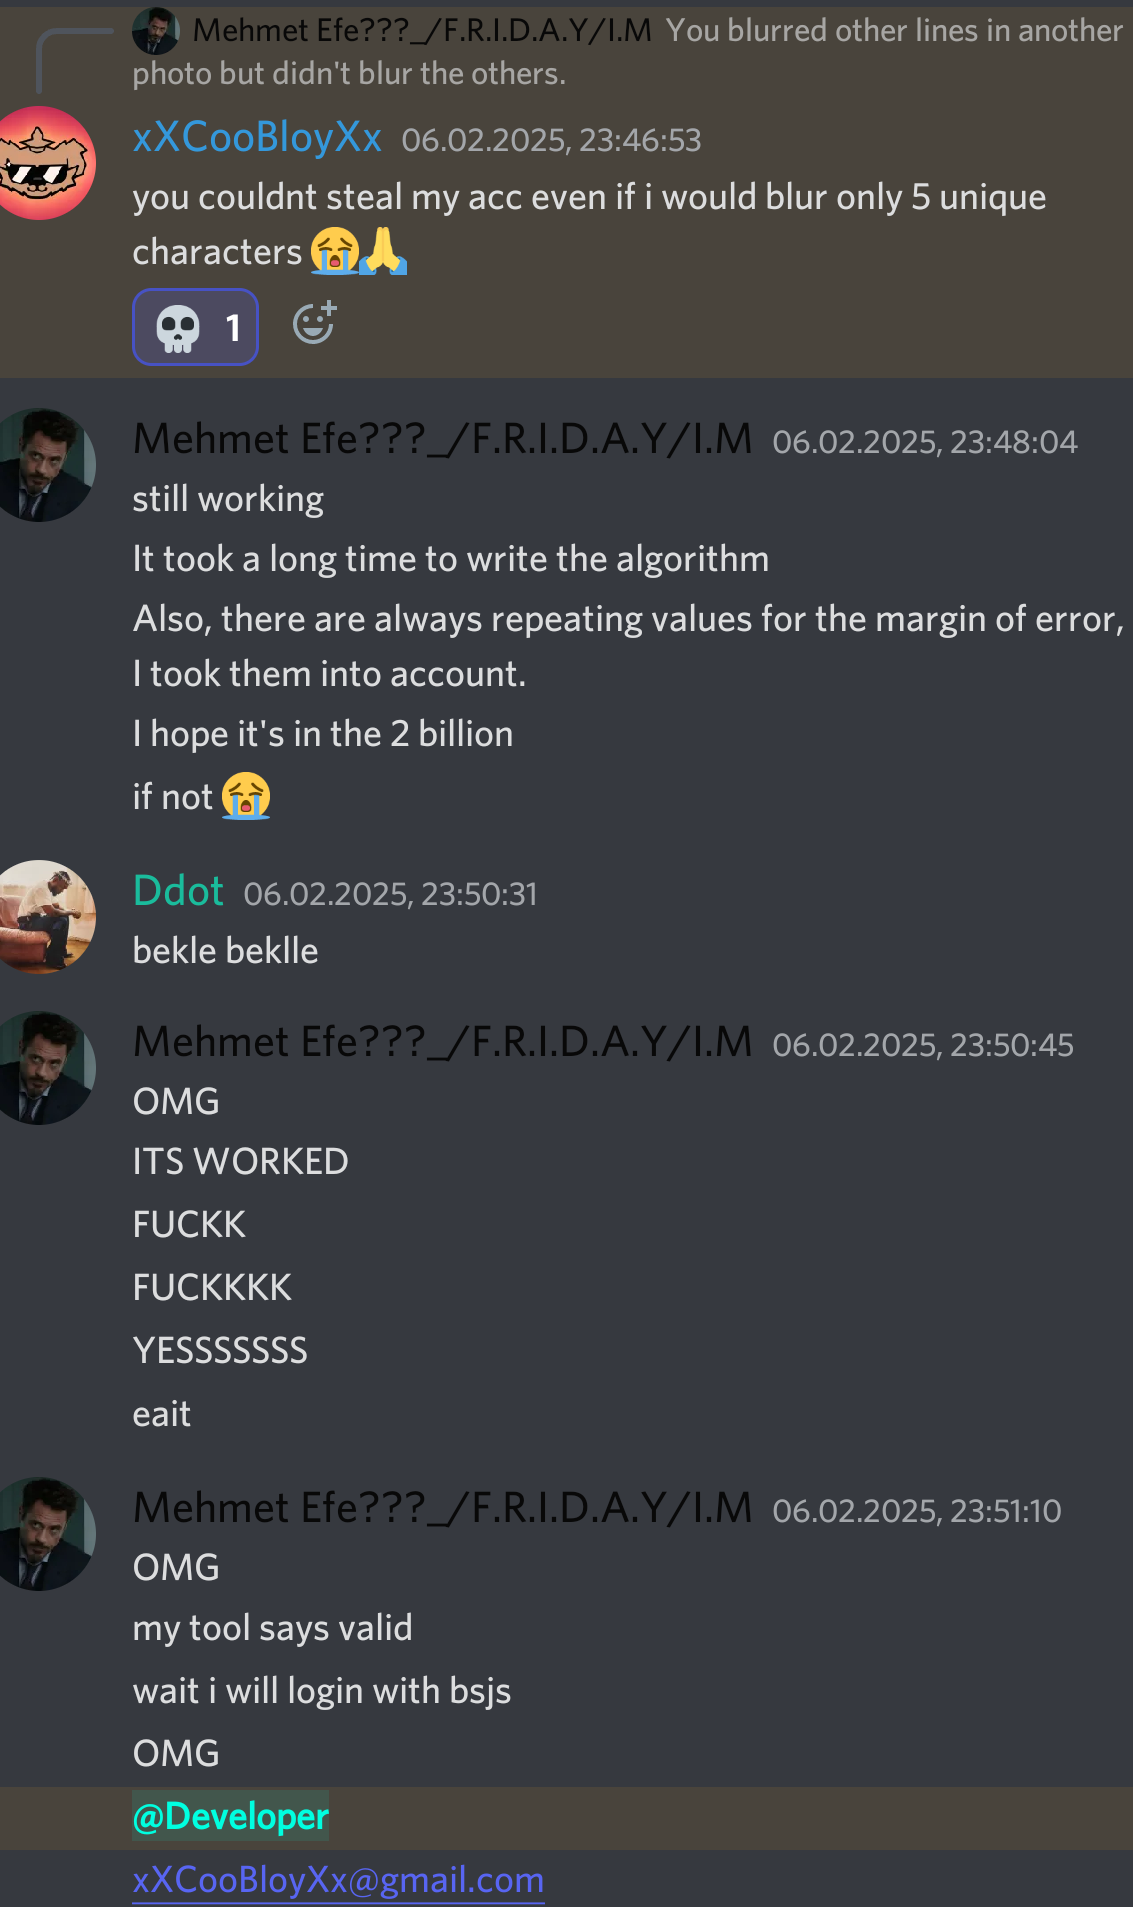 Mehmet Efe???_/F.R.I.D.A.Y/I.M You blurred other lines in another
photo but didn't blur the others.
xXCooBloyXx 06.02.2025, 23:46:53
you couldnt steal my acc even if i would blur only 5 unique
characters 😭🙏
💀 1
Mehmet Efe???_/F.R.I.D.A.Y/I.M 06.02.2025, 23:48:04
still working
It took a long time to write the algorithm
Also, there are always repeating values for the margin of error,
I took them into account.
I hope it's in the 2 billion
if not 😭
Ddot 06.02.2025, 23:50:31
bekle beklle
Mehmet Efe???_/F.R.I.D.A.Y/I.M 06.02.2025, 23:50:45
OMG
ITS WORKED
FUCKK
FUCKKKK
YESSSSSSS
eait
Mehmet Efe???_/F.R.I.D.A.Y/I.M 06.02.2025, 23:51:10
OMG
my tool says valid
wait i will login with bsjs
OMG
@Developer
xXCooBloyXx@gmail.com